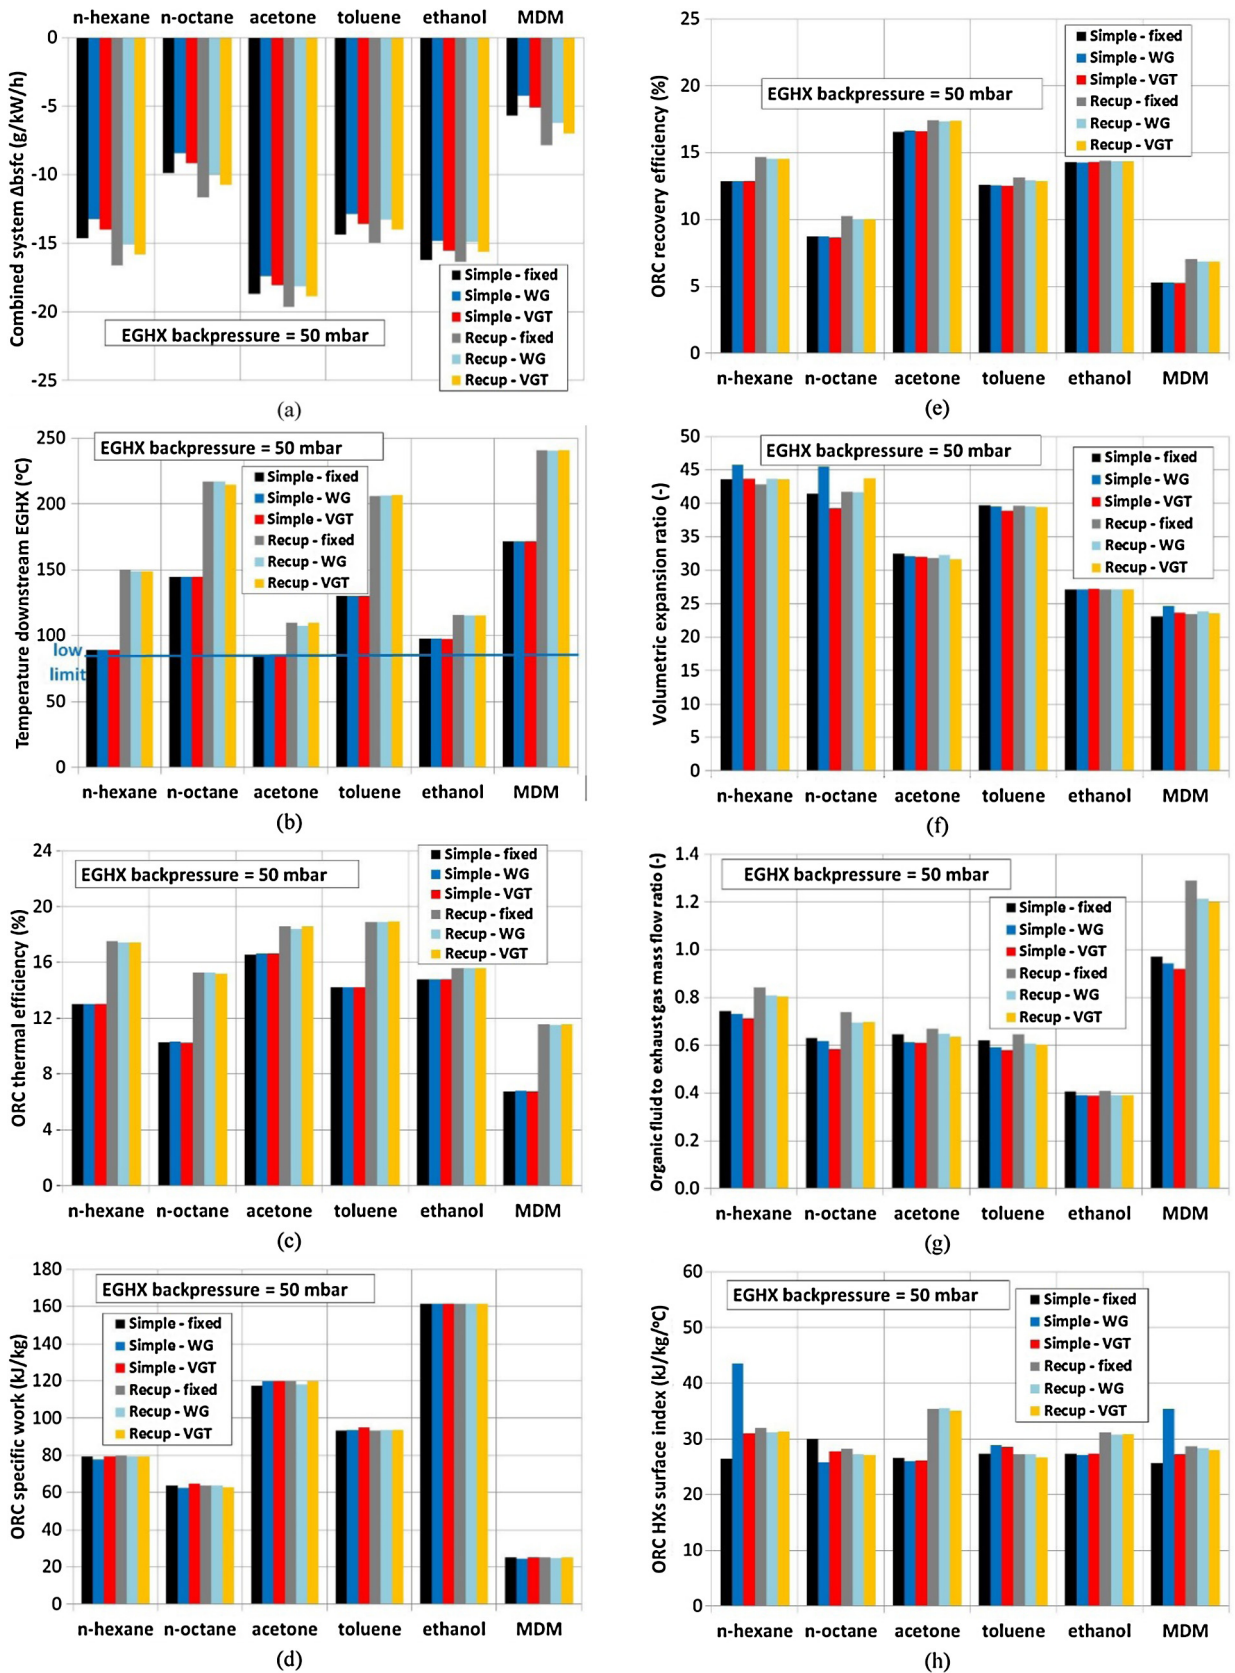 n-hexane n-octane acetone toluene ethanol MDM
0
-5
-10
-15
-20
-25
Combined system Δbsfc (g/kW/h)
EGHX backpressure = 50 mbar
Simple - fixed
Simple - WG
Simple - VGT
Recup - fixed
Recup - WG
Recup - VGT
(a)
250
200
150
100
50
0
Temperature downstream EGHX (ºC)
EGHX backpressure = 50 mbar
Simple - fixed
Simple - WG
Simple - VGT
Recup - fixed
Recup - WG
Recup - VGT
low
limit
n-hexane n-octane acetone toluene ethanol MDM
(b)
24
20
16
12
8
4
0
ORC thermal efficiency (%)
EGHX backpressure = 50 mbar
Simple - fixed
Simple - WG
Simple - VGT
Recup - fixed
Recup - WG
Recup - VGT
n-hexane n-octane acetone toluene ethanol MDM
(c)
180
160
140
120
100
80
60
40
20
0
ORC specific work (kJ/kg)
EGHX backpressure = 50 mbar
Simple - fixed
Simple - WG
Simple - VGT
Recup - fixed
Recup - WG
Recup - VGT
n-hexane n-octane acetone toluene ethanol MDM
(d)
25
20
15
10
5
0
ORC recovery efficiency (%)
EGHX backpressure = 50 mbar
Simple - fixed
Simple - WG
Simple - VGT
Recup - fixed
Recup - WG
Recup - VGT
n-hexane n-octane acetone toluene ethanol MDM
(e)
50
45
40
35
30
25
20
15
10
5
0
Volumetric expansion ratio (-)
EGHX backpressure = 50 mbar
Simple - fixed
Simple - WG
Simple - VGT
Recup - fixed
Recup - WG
Recup - VGT
n-hexane n-octane acetone toluene ethanol MDM
(f)
1.4
1.2
1.0
0.8
0.6
0.4
0.2
0.0
Organic fluid to exhaust gas mass flow ratio (-)
EGHX backpressure = 50 mbar
Simple - fixed
Simple - WG
Simple - VGT
Recup - fixed
Recup - WG
Recup - VGT
n-hexane n-octane acetone toluene ethanol MDM
(g)
60
50
40
30
20
10
0
ORC HXs surface index (kJ/kg/ºC)
EGHX backpressure = 50 mbar
Simple - fixed
Simple - WG
Simple - VGT
Recup - fixed
Recup - WG
Recup - VGT
n-hexane n-octane acetone toluene ethanol MDM
(h)